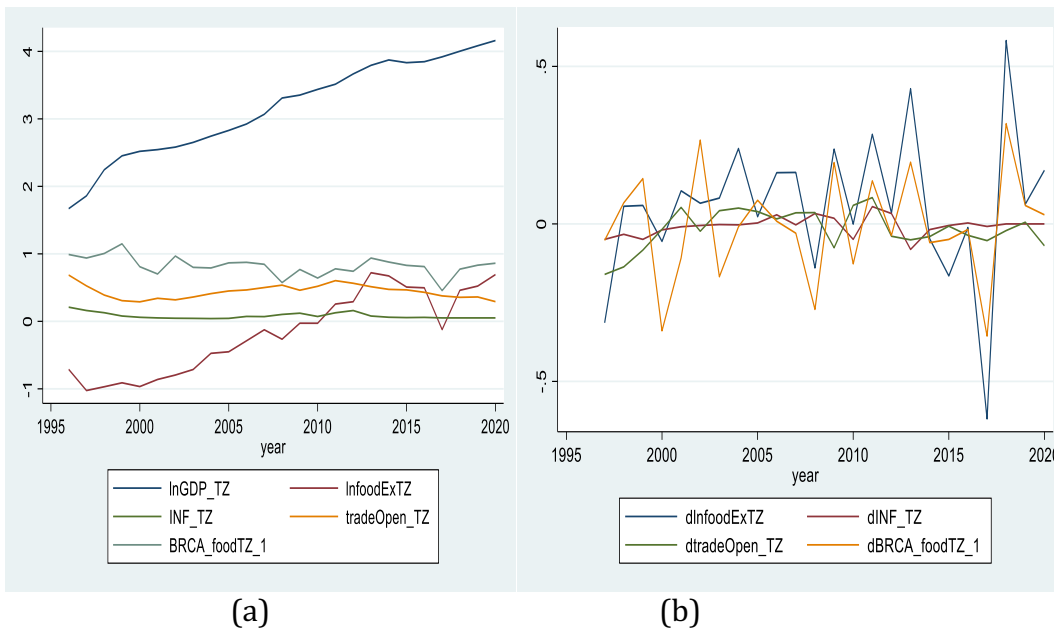 4
3
2
1
0
-1
1995 2000 2005 2010 2015 2020
year
lnGDP_TZ lnfoodExTZ
INF_TZ tradeOpen_TZ
BRCA_foodTZ_1
(a)
.5
0
-.5
1995 2000 2005 2010 2015 2020
year
dlnfoodExTZ dINF_TZ
dtradeOpen_TZ dBRCA_foodTZ_1
(b)